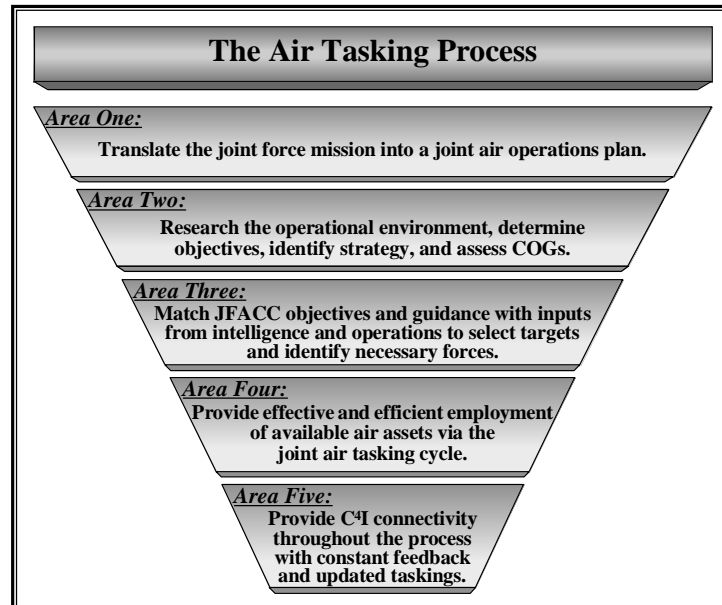 The Air Tasking Process
Area One:
Translate the joint force mission into a joint air operations plan.
Area Two:
Research the operational environment, determine
objectives, identify strategy, and assess COGs.
Area Three:
Match JFACC objectives and guidance with inputs
from intelligence and operations to select targets
and identify necessary forces.
Area Four:
Provide effective and efficient employment
of available air assets via the
joint air tasking cycle.
Area Five:
Provide C⁴I connectivity
throughout the process
with constant feedback
and updated taskings.